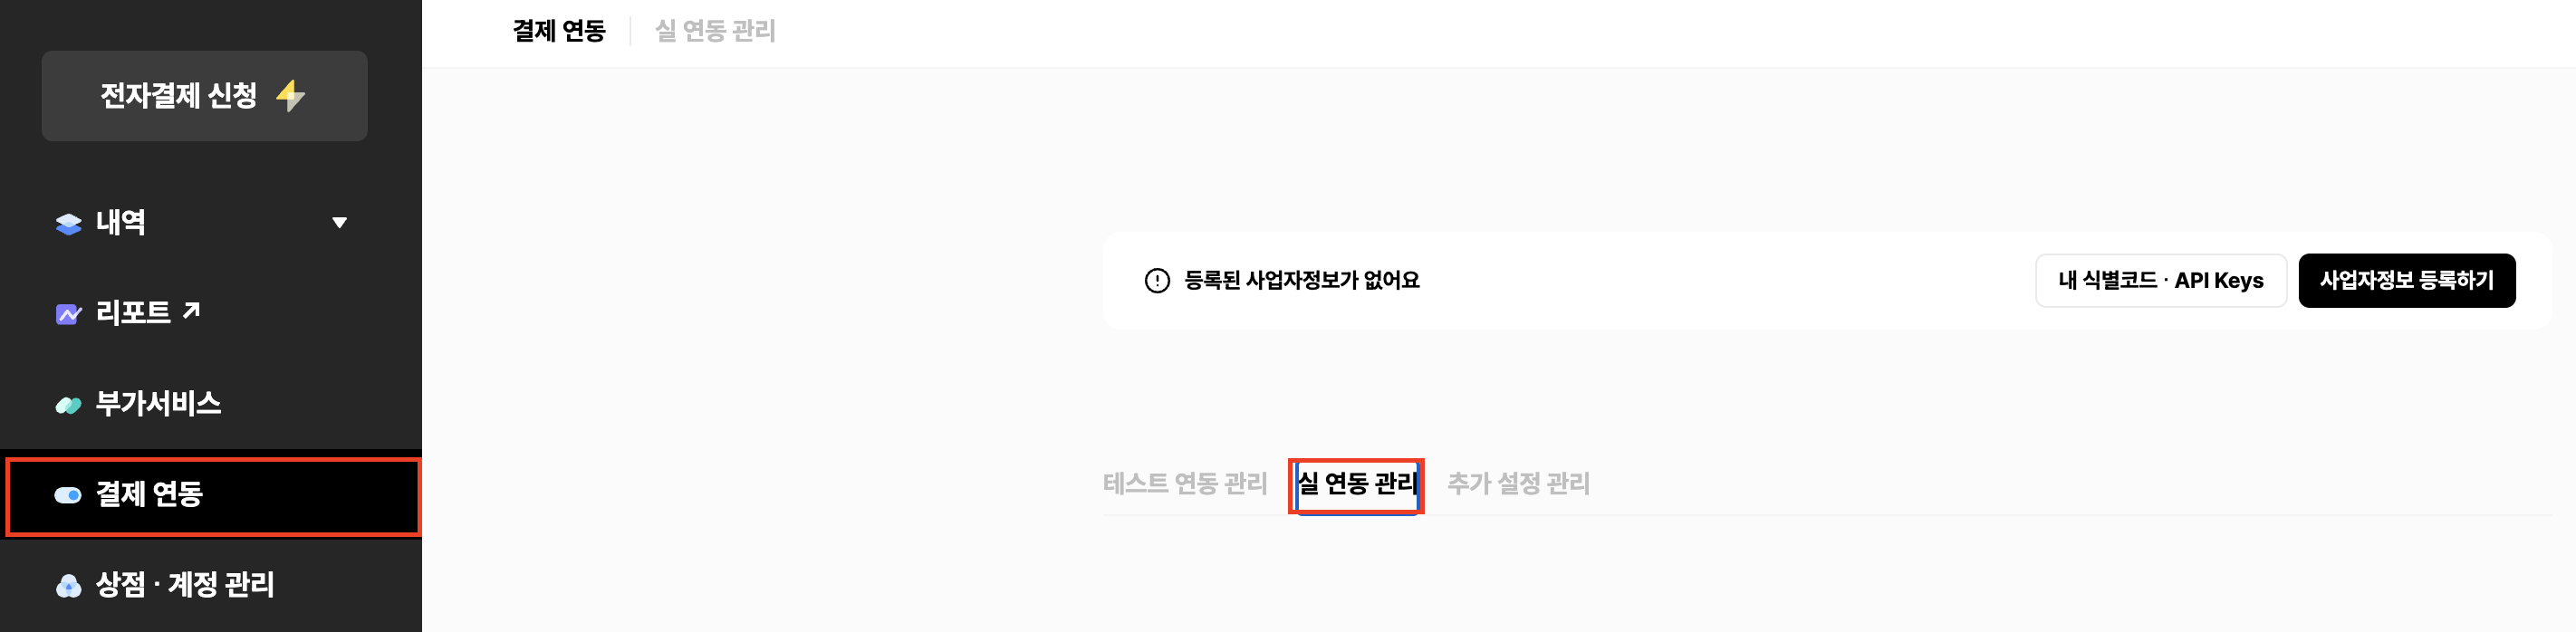 전자결제 신청
내역
리포트
부가서비스
결제 연동
상점 · 계정 관리
결제 연동
실 연동 관리
등록된 사업자정보가 없어요
내 식별코드 · API Keys
사업자정보 등록하기
테스트 연동 관리
실 연동 관리
추가 설정 관리